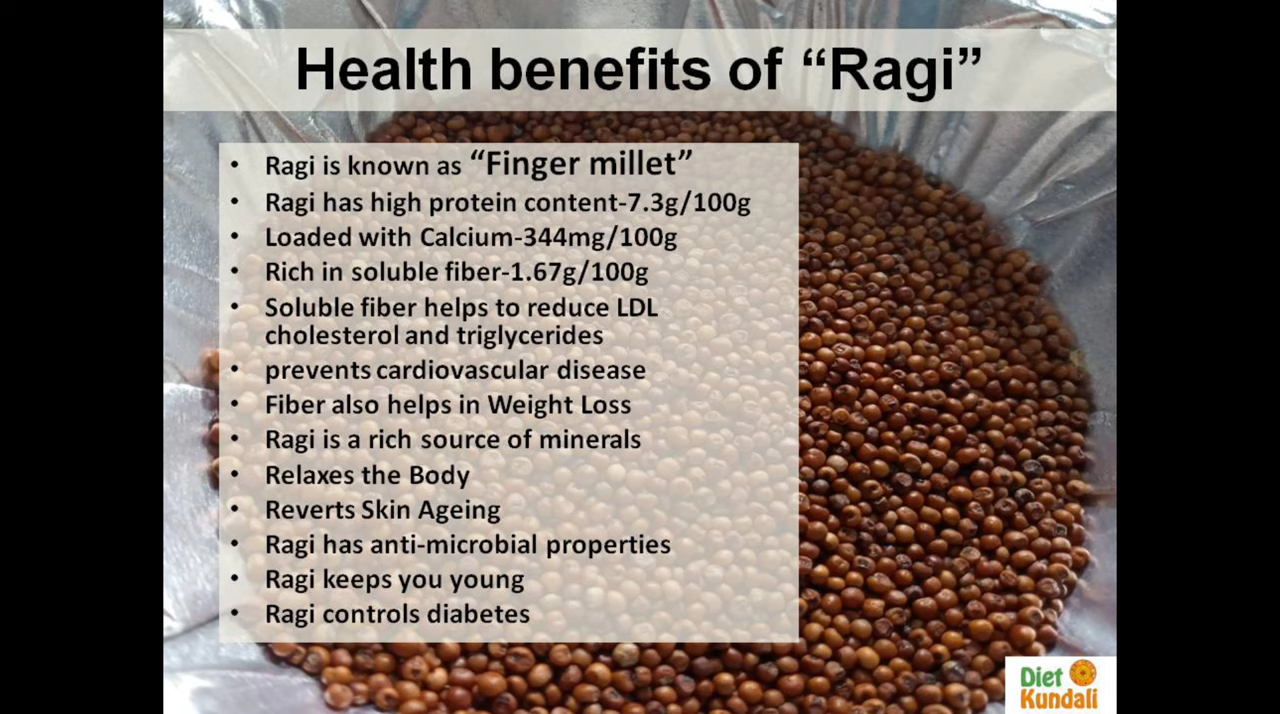 Health benefits of “Ragi”
• Ragi is known as “Finger millet”
• Ragi has high protein content-7.3g/100g
• Loaded with Calcium-344mg/100g
• Rich in soluble fiber-1.67g/100g
• Soluble fiber helps to reduce LDL
cholesterol and triglycerides
• prevents cardiovascular disease
• Fiber also helps in Weight Loss
• Ragi is a rich source of minerals
• Relaxes the Body
• Reverts Skin Ageing
• Ragi has anti-microbial properties
• Ragi keeps you young
• Ragi controls diabetes
Diet
Kundali